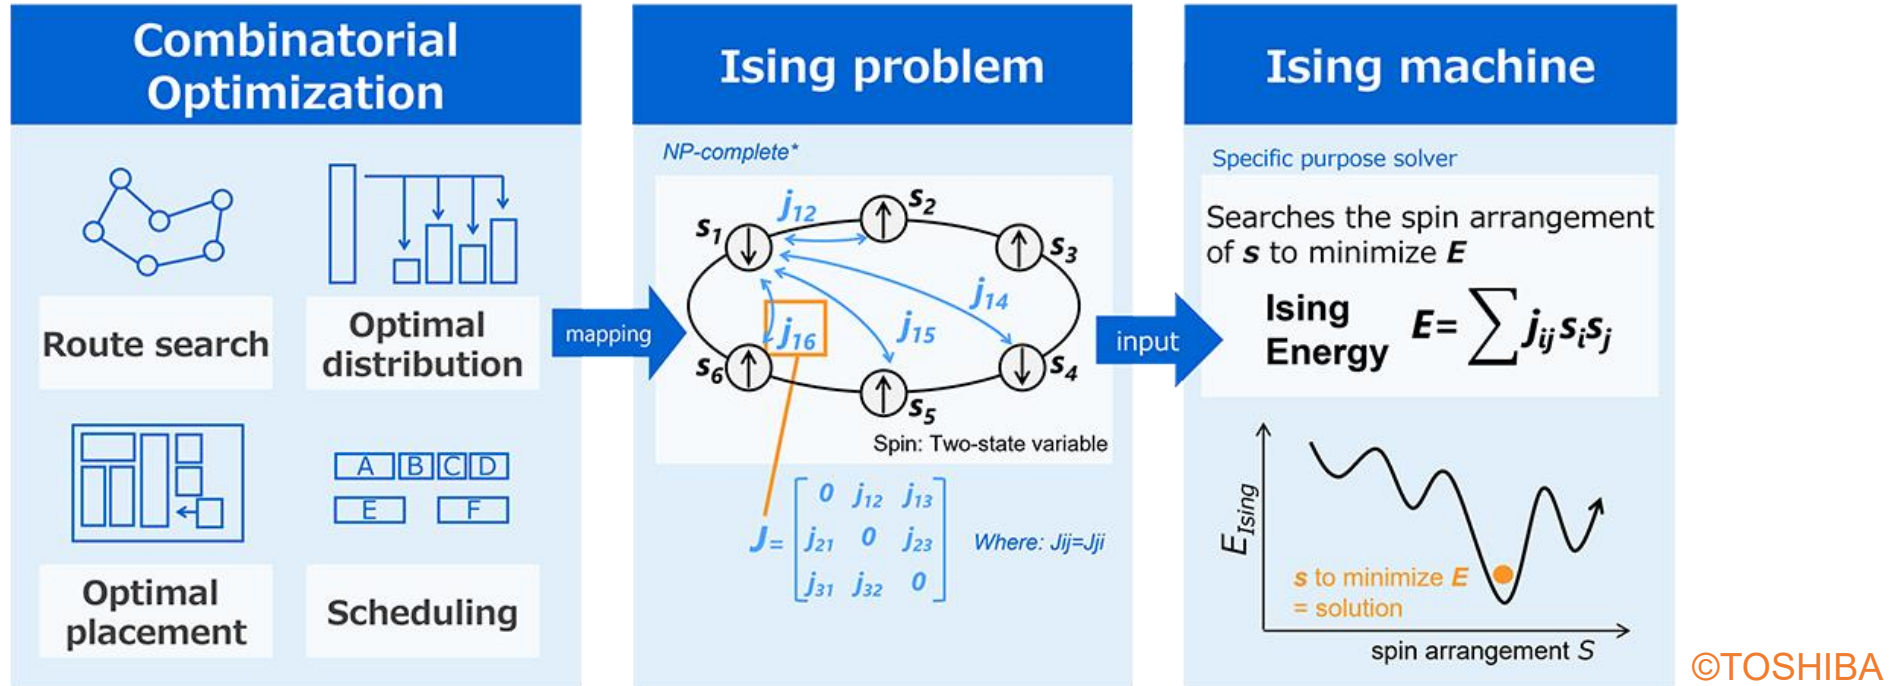 Combinatorial
Optimization
Route search
Optimal
distribution
A B C D
E F
Optimal
placement
Scheduling
mapping
Ising problem
NP-complete*
s1
j12
s2
s3
j14
j15
j16
s6
s5
s4
Spin: Two-state variable
J= [0 j12 j13
j21 0 j23
j31 j32 0]
Where: Jij=Jji
input
Ising machine
Specific purpose solver
Searches the spin arrangement
of s to minimize E
Ising
Energy
E= ∑ jij si sj
EIsing
s to minimize E
= solution
spin arrangement S
©TOSHIBA